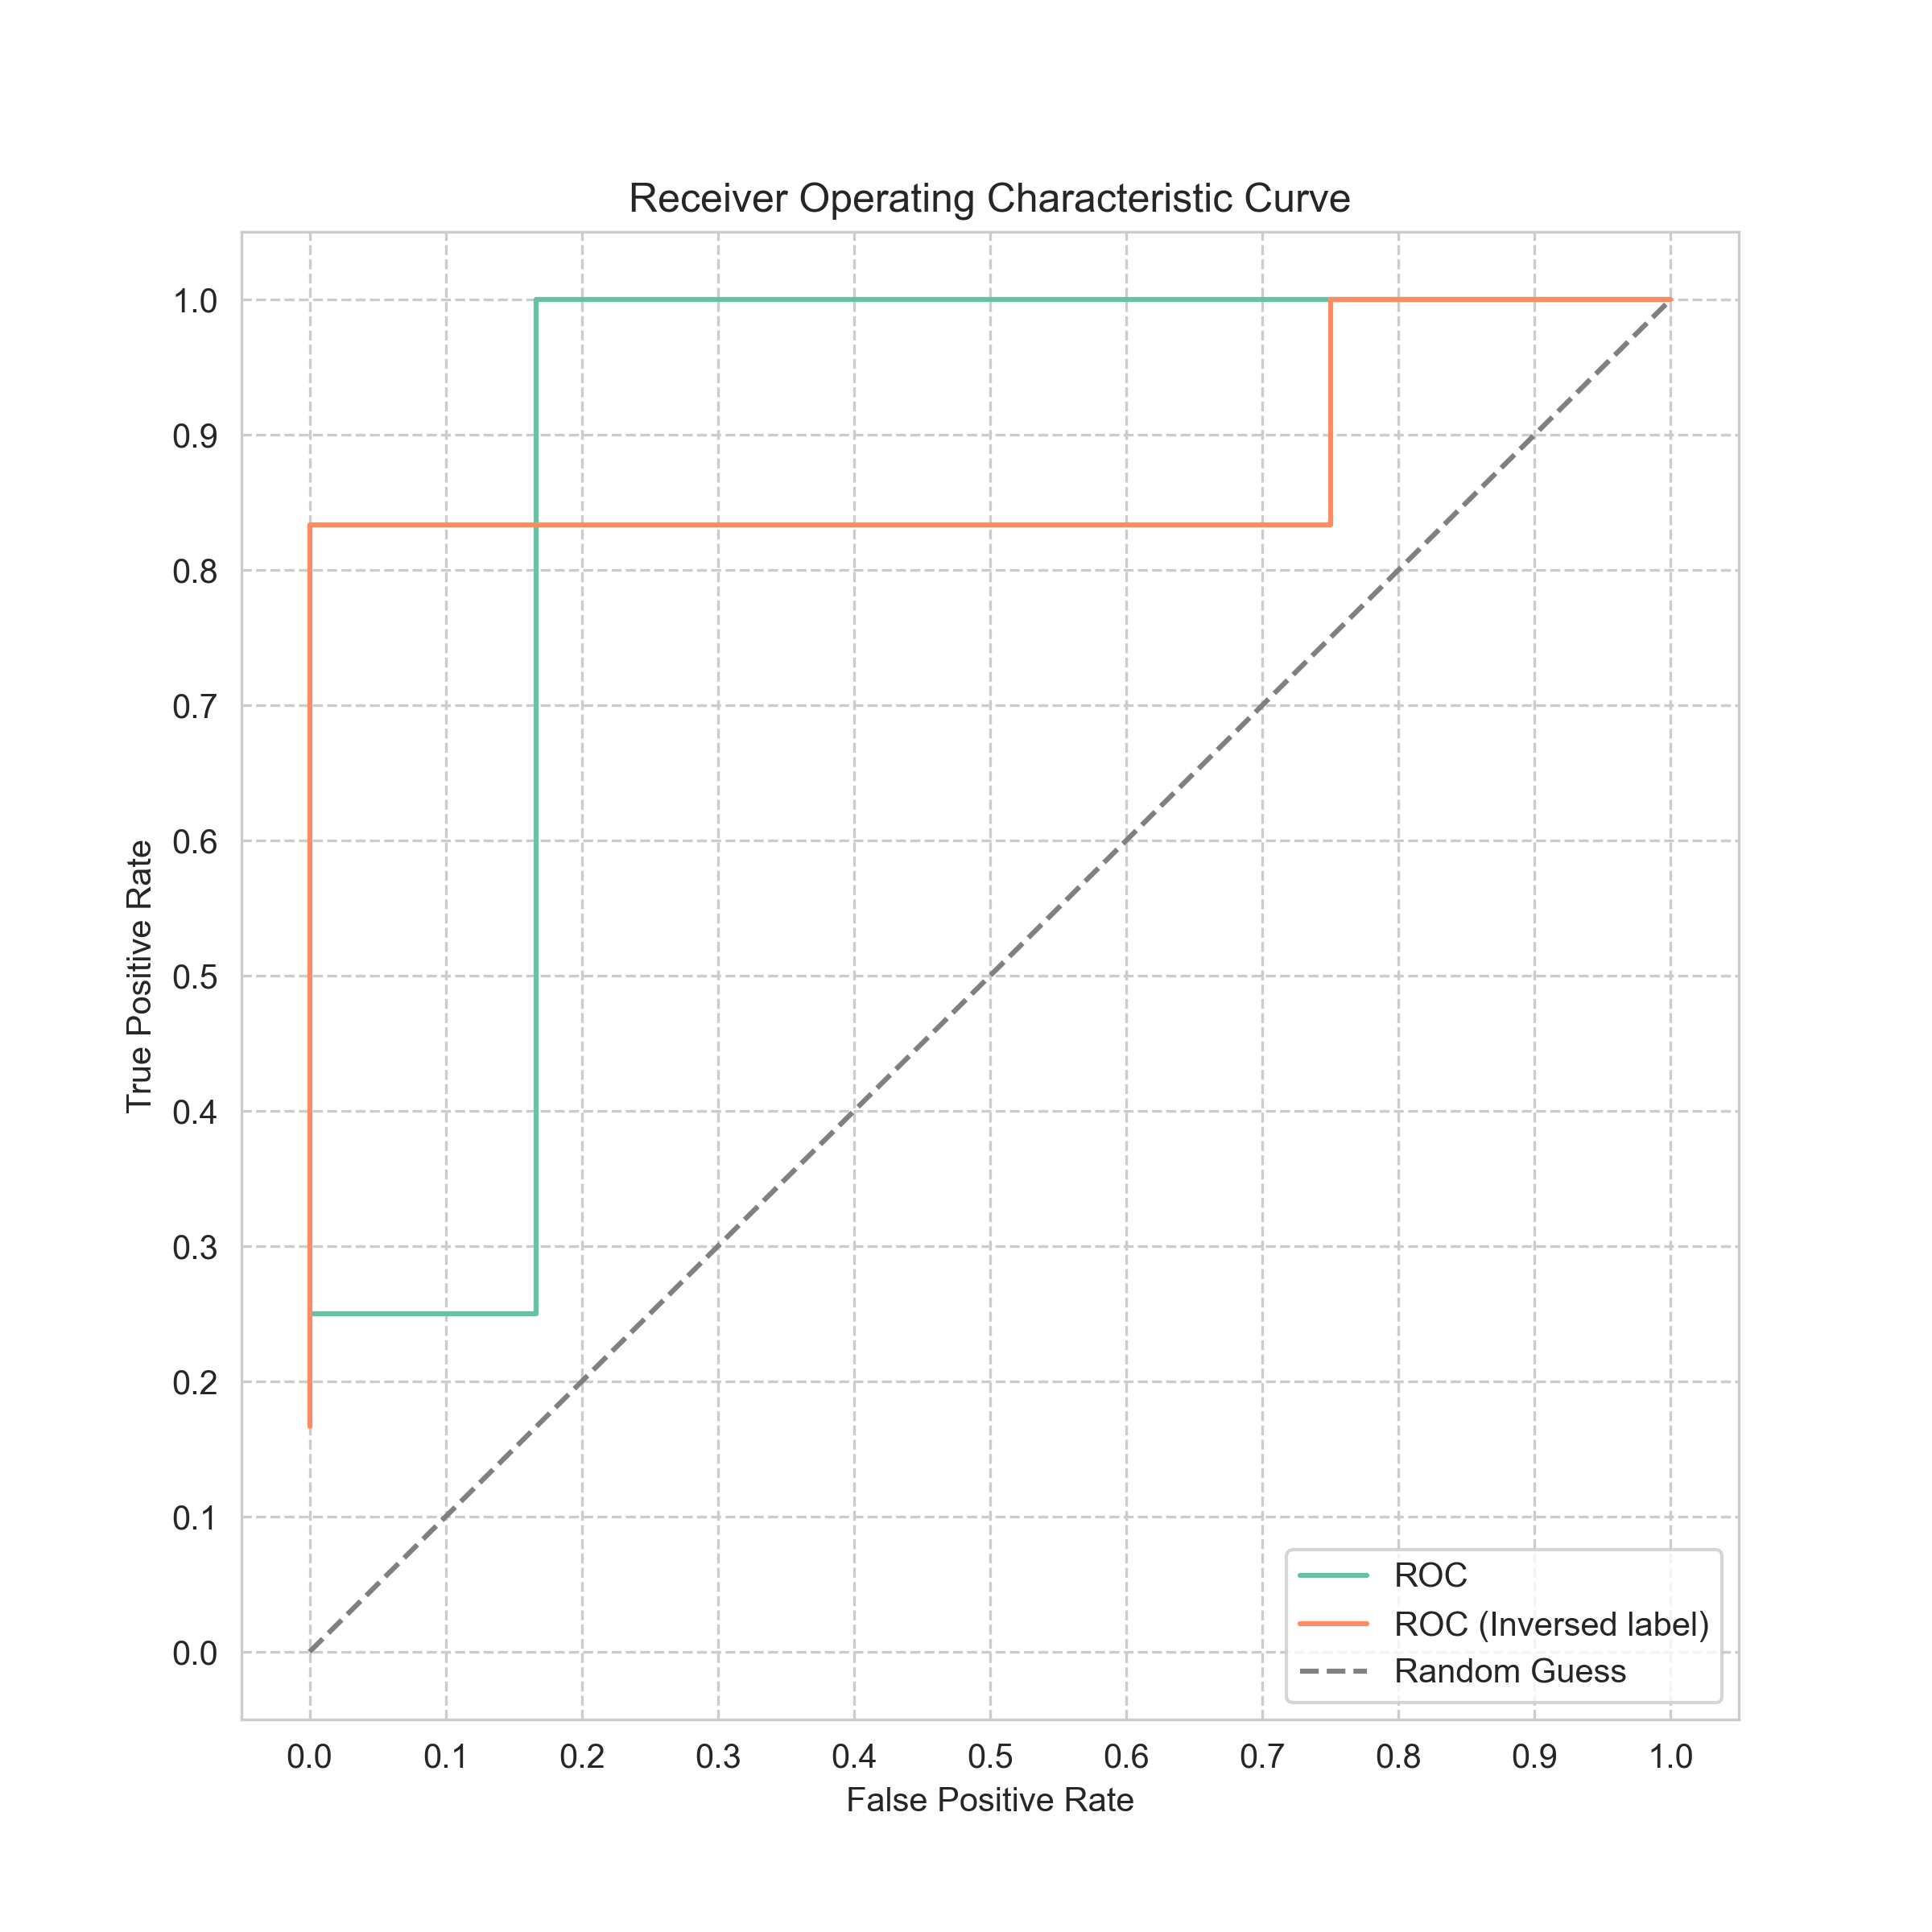 Receiver Operating Characteristic Curve
1.0
0.9
0.8
0.7
0.6
0.5
0.4
0.3
0.2
0.1
0.0
True Positive Rate
ROC
ROC (Inversed label)
Random Guess
0.0 0.1 0.2 0.3 0.4 0.5 0.6 0.7 0.8 0.9 1.0
False Positive Rate